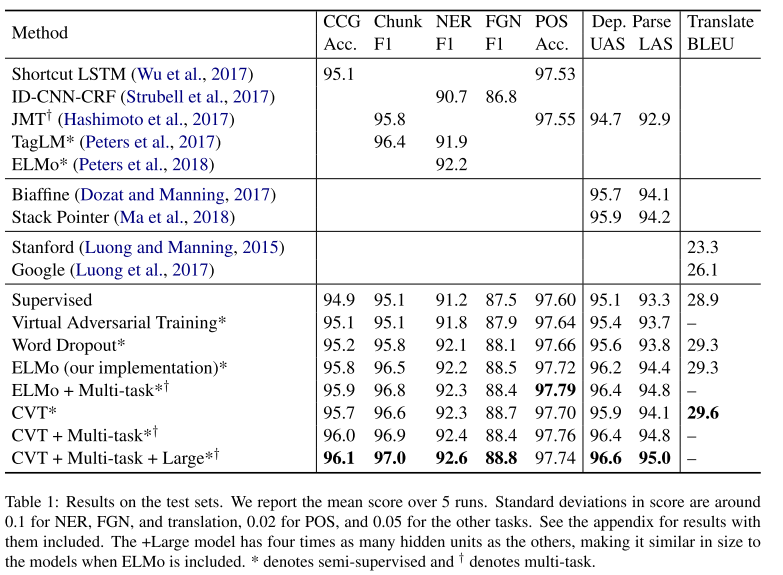 Method CCG Chunk NER FGN POS Dep. Parse Translate
Acc. F1 F1 F1 Acc. UAS LAS BLEU
Shortcut LSTM (Wu et al., 2017) 95.1 97.53
ID-CNN-CRF (Strubell et al., 2017) 90.7 86.8
JMT† (Hashimoto et al., 2017) 95.8 97.55 94.7 92.9
TagLM* (Peters et al., 2017) 96.4 91.9
ELMo* (Peters et al., 2018) 92.2
Biaffine (Dozat and Manning, 2017) 95.7 94.1
Stack Pointer (Ma et al., 2018) 95.9 94.2
Stanford (Luong and Manning, 2015) 23.3
Google (Luong et al., 2017) 26.1
Supervised 94.9 95.1 91.2 87.5 97.60 95.1 93.3 28.9
Virtual Adversarial Training* 95.1 95.1 91.8 87.9 97.64 95.4 93.7 –
Word Dropout* 95.2 95.8 92.1 88.1 97.66 95.6 93.8 29.3
ELMo (our implementation)* 95.8 96.5 92.2 88.5 97.72 96.2 94.4 29.3
ELMo + Multi-task*† 95.9 96.8 92.3 88.4 97.79 96.4 94.8 –
CVT* 95.7 96.6 92.3 88.7 97.70 95.9 94.1 29.6
CVT + Multi-task*† 96.0 96.9 92.4 88.4 97.76 96.4 94.8 –
CVT + Multi-task + Large*† 96.1 97.0 92.6 88.8 97.74 96.6 95.0 –
Table 1: Results on the test sets. We report the mean score over 5 runs. Standard deviations in score are around
0.1 for NER, FGN, and translation, 0.02 for POS, and 0.05 for the other tasks. See the appendix for results with
them included. The +Large model has four times as many hidden units as the others, making it similar in size to
the models when ELMo is included. * denotes semi-supervised and † denotes multi-task.